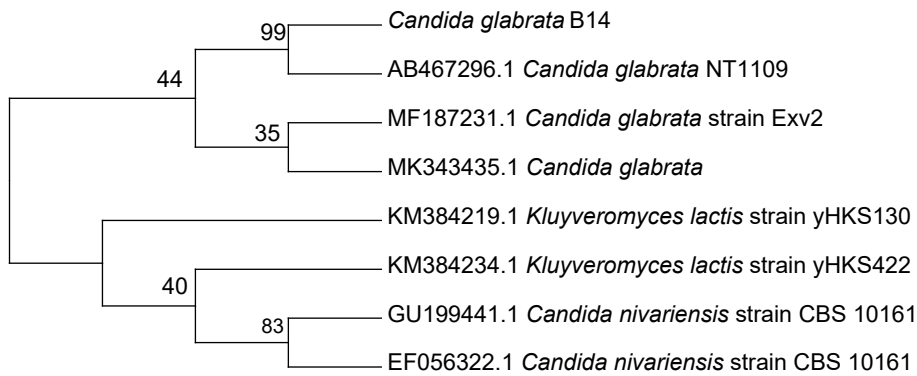 Candida glabrata B14
99
AB467296.1 Candida glabrata NT1109
44
MF187231.1 Candida glabrata strain Exv2
35
MK343435.1 Candida glabrata
KM384219.1 Kluyveromyces lactis strain yHKS130
KM384234.1 Kluyveromyces lactis strain yHKS422
40
GU199441.1 Candida nivariensis strain CBS 10161
83
EF056322.1 Candida nivariensis strain CBS 10161